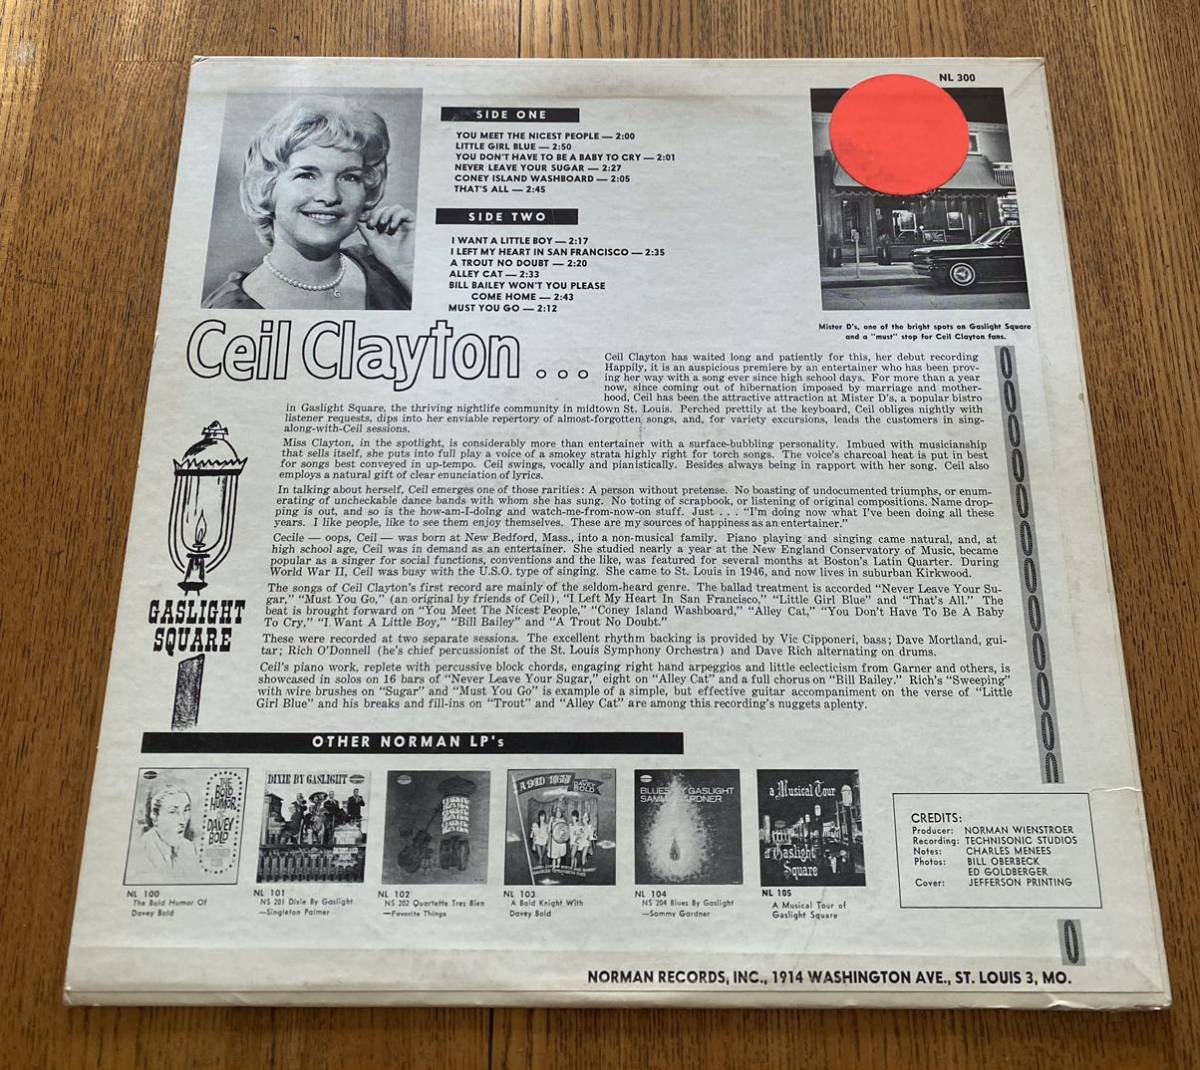 NL 300
SIDE ONE
YOU MEET THE NICEST PEOPLE — 2:00
LITTLE GIRL BLUE — 2:50
YOU DON'T HAVE TO BE A BABY TO CRY — 2:01
NEVER LEAVE YOUR SUGAR — 2:27
CONEY ISLAND WASHBOARD — 2:05
THAT'S ALL — 2:45
SIDE TWO
I WANT A LITTLE BOY — 2:17
I LEFT MY HEART IN SAN FRANCISCO — 2:35
A TROUT NO DOUBT — 2:20
ALLEY CAT — 2:33
BILL BAILEY WON'T YOU PLEASE
COME HOME — 2:43
MUST YOU GO — 2:12
Mister D's, one of the bright spots on Gaslight Square
and a "must" stop for Ceil Clayton fans.
Ceil Clayton ...
Ceil Clayton has waited long and patiently for this, her debut recording
Happily, it is an auspicious premiere by an entertainer who has been prov-
ing her way with a song ever since high school days. For more than a year
now, since coming out of hibernation imposed by marriage and mother-
hood, Ceil has been the attractive attraction at Mister D's, a popular bistro
in Gaslight Square, the thriving nightlife community in midtown St. Louis. Perched prettily at the keyboard, Ceil obliges nightly with
listener requests, dips into her enviable repertory of almost-forgotten songs, and, for variety excursions, leads the customers in sing-
along-with-Ceil sessions.
Miss Clayton, in the spotlight, is considerably more than entertainer with a surface-bubbling personality. Imbued with musicianship
that sells itself, she puts into full play a voice of a smokey strata highly right for torch songs. The voice's charcoal heat is put in best
for songs best conveyed in up-tempo. Ceil swings, vocally and pianistically. Besides always being in rapport with her song. Ceil also
employs a natural gift of clear enunciation of lyrics.
In talking about herself, Ceil emerges one of those rarities: A person without pretense. No boasting of undocumented triumphs, or enum-
erating of uncheckable dance bands with whom she has sung. No toting of scrapbook, or listening of original compositions. Name drop-
ping is out, and so is the how-am-I-doing and watch-me-from-now-on stuff. Just . . . "I'm doing now what I've been doing all these
years. I like people, like to see them enjoy themselves. These are my sources of happiness as an entertainer."
Cecile — oops, Ceil — was born at New Bedford, Mass., into a non-musical family. Piano playing and singing came natural, and, at
high school age, Ceil was in demand as an entertainer. She studied nearly a year at the New England Conservatory of Music, became
popular as a singer for social functions, conventions and the like, was featured for several months at Boston's Latin Quarter. During
World War II, Ceil was busy with the U.S.O. type of singing. She came to St. Louis in 1946, and now lives in suburban Kirkwood.
The songs of Ceil Clayton's first record are mainly of the seldom-heard genre. The ballad treatment is accorded "Never Leave Your Su-
gar," "Must You Go," (an original by friends of Ceil), "I Left My Heart In San Francisco," "Little Girl Blue" and "That's All." The
beat is brought forward on "You Meet The Nicest People," "Coney Island Washboard," "Alley Cat," "You Don't Have To Be A Baby
To Cry," "I Want A Little Boy," "Bill Bailey" and "A Trout No Doubt."
These were recorded at two separate sessions. The excellent rhythm backing is provided by Vic Cipponeri, bass; Dave Mortland, gui-
tar; Rich O'Donnell (he's chief percussionist of the St. Louis Symphony Orchestra) and Dave Rich alternating on drums.
Ceil's piano work, replete with percussive block chords, engaging right hand arpeggios and little eclecticism from Garner and others, is
showcased in solos on 16 bars of "Never Leave Your Sugar," eight on "Alley Cat" and a full chorus on "Bill Bailey." Rich's "Sweeping"
with wire brushes on "Sugar" and "Must You Go" is example of a simple, but effective guitar accompaniment on the verse of "Little
Girl Blue" and his breaks and fill-ins on "Trout" and "Alley Cat" are among this recording's nuggets aplenty.
GASLIGHT
SQUARE
OTHER NORMAN LP's
THE
BOLD
HUMOR
OF
DAVEY
BOLD
DIXIE BY GASLIGHT
A BOLD KNIGHT
DAVEY
BOLD
BLUES BY GASLIGHT
SAMMY GARDNER
a Musical Tour
of Gaslight
Square
NL 100
The Bold Humor Of
Davey Bold
NL 101
NS 201 Dixie By Gaslight
—Singleton Palmer
NL 102
NS 202 Quartette Tres Bien
—Favorite Things
NL 103
A Bold Knight With
Davey Bold
NL 104
NS 204 Blues By Gaslight
—Sammy Gardner
NL 105
A Musical Tour of
Gaslight Square
CREDITS:
Producer: NORMAN WIENSTROER
Recording: TECHNISONIC STUDIOS
Notes: CHARLES MENEES
Photos: BILL OBERBECK
ED GOLDBERGER
Cover: JEFFERSON PRINTING
NORMAN RECORDS, INC., 1914 WASHINGTON AVE., ST. LOUIS 3, MO.